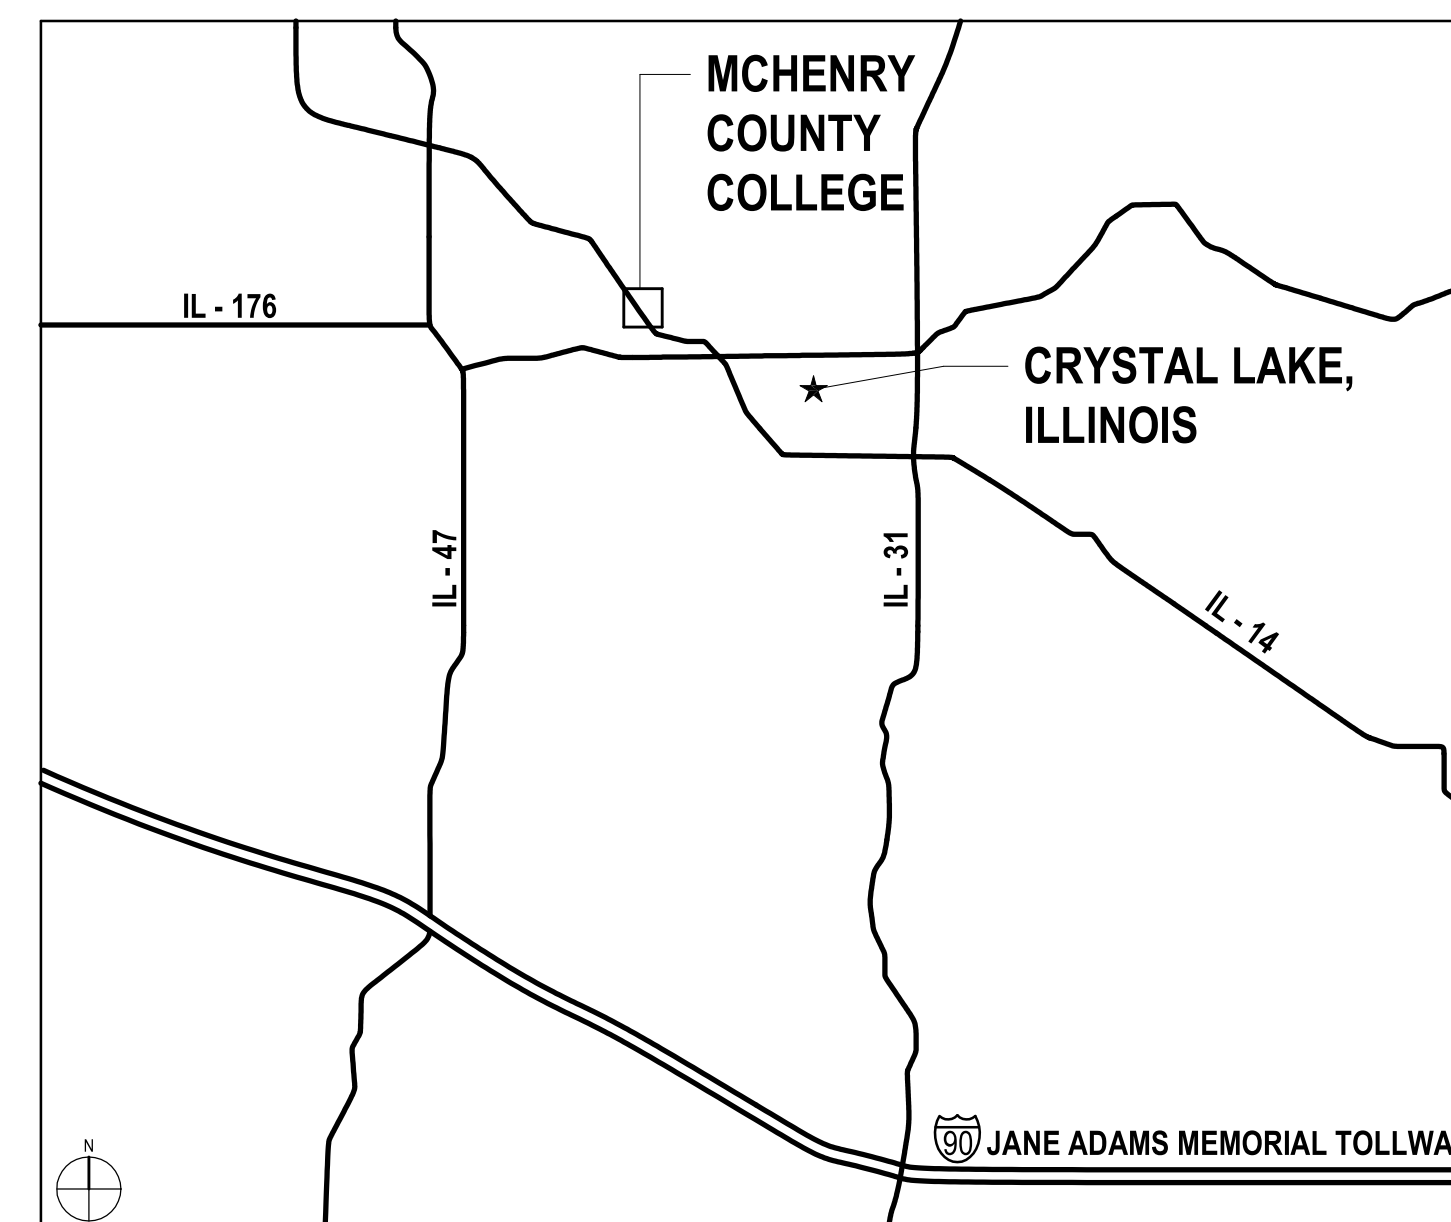 MCHENRY
COUNTY
COLLEGE
IL - 176
CRYSTAL LAKE,
ILLINOIS
IL - 47
IL - 31
IL - 14
90 JANE ADAMS MEMORIAL TOLLWA
N